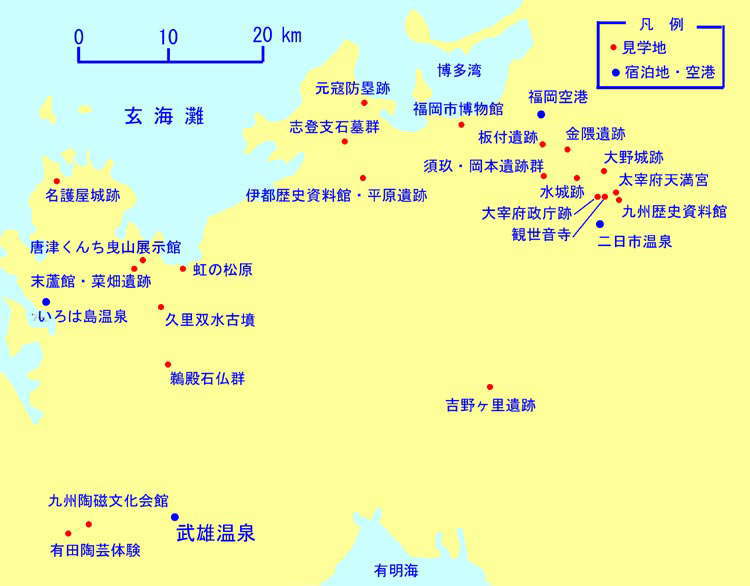 0 10 20 km
凡 例
見学地
宿泊地・空港
博多湾
元寇防塁跡
福岡空港
福岡市博物館
玄 海 灘
志登支石墓群
板付遺跡
金隈遺跡
大野城跡
須玖・岡本遺跡群
太宰府天満宮
名護屋城跡
伊都歴史資料館・平原遺跡
水城跡
大宰府政庁跡
九州歴史資料館
観世音寺
二日市温泉
唐津くんち曳山展示館
虹の松原
末蘆館・菜畑遺跡
いろは島温泉
久里双水古墳
鵜殿石仏群
吉野ヶ里遺跡
九州陶磁文化会館
武雄温泉
有田陶芸体験
有明海